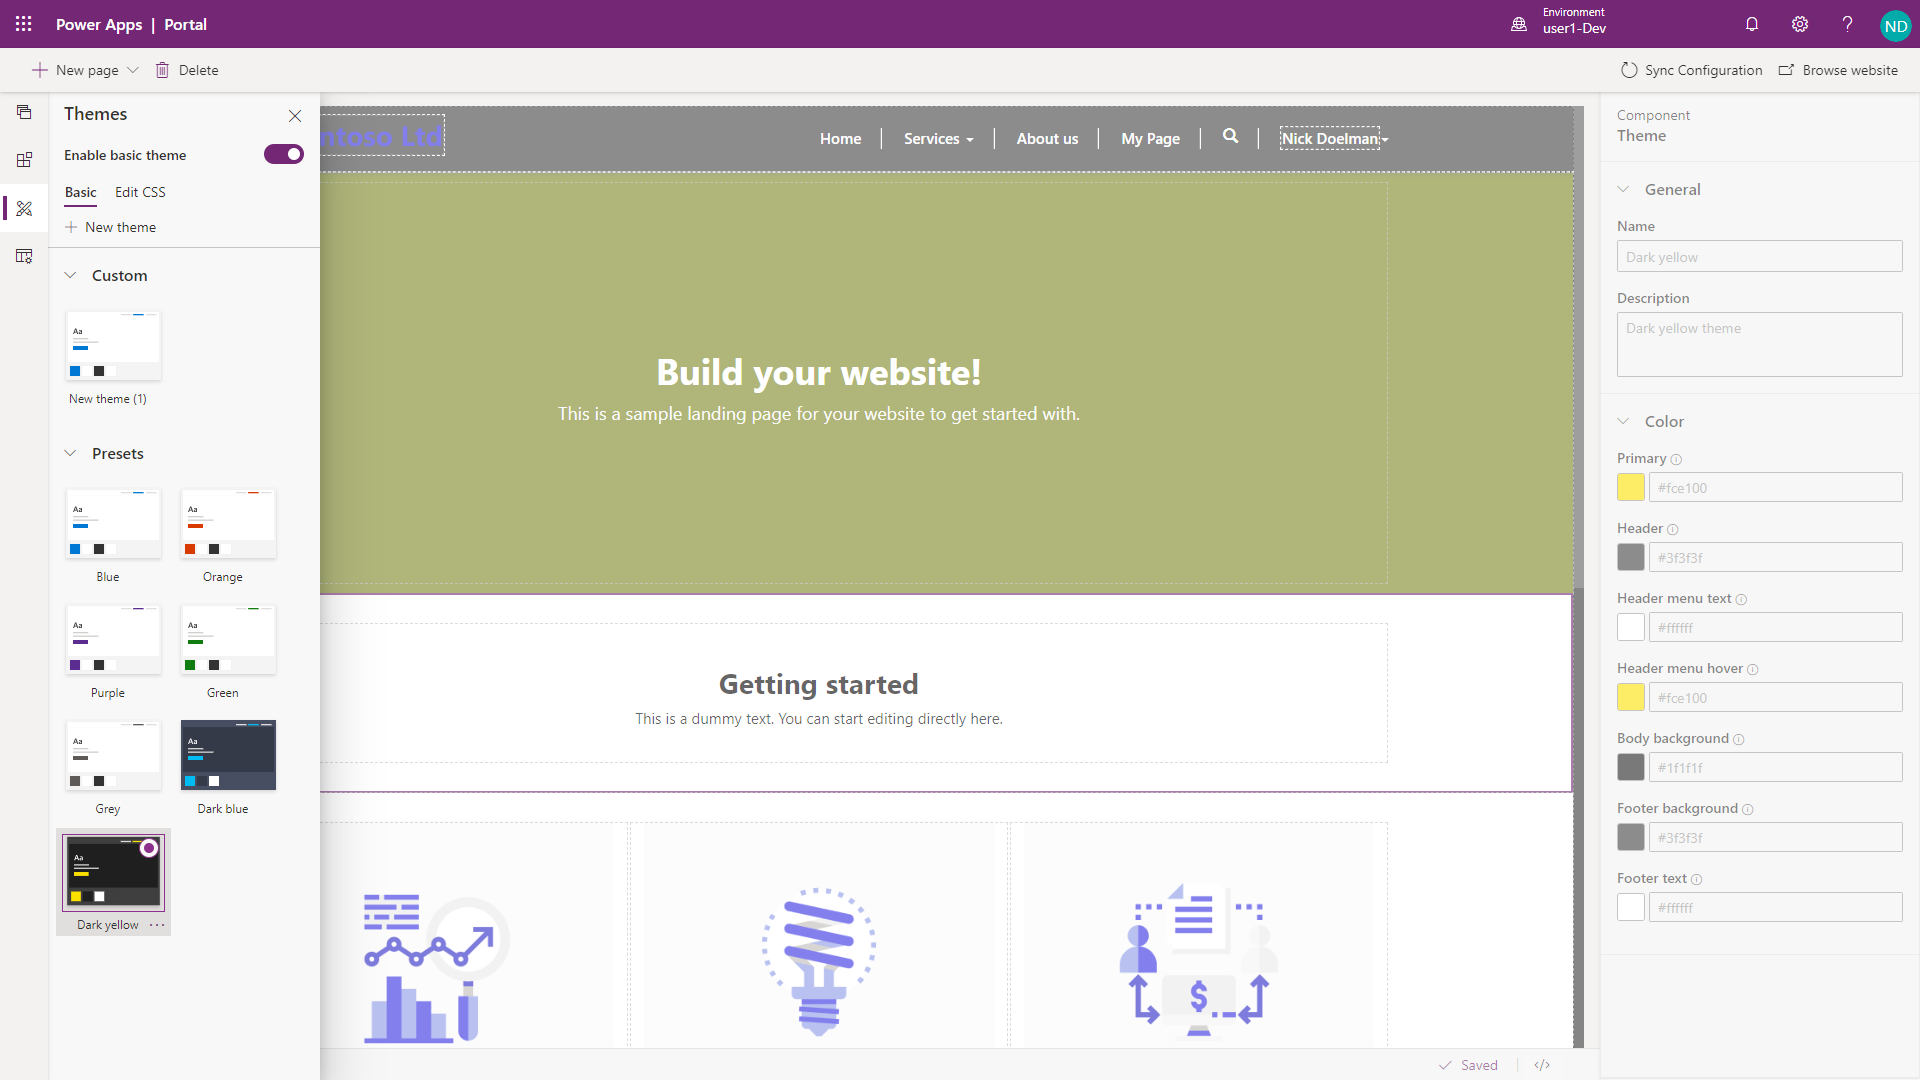 Power Apps | Portal
Environment
user1-Dev
ND
New page
Delete
Sync Configuration
Browse website
Themes
Enable basic theme
Basic
Edit CSS
New theme
Custom
Aa
New theme (1)
Presets
Aa
Aa
Blue
Orange
Aa
Aa
Purple
Green
Aa
Aa
Grey
Dark blue
Aa
Dark yellow
ntoso Ltd
Home
Services
About us
My Page
Nick Doelman
Build your website!
This is a sample landing page for your website to get started with.
Getting started
This is a dummy text. You can start editing directly here.
$
Saved
</>
Component
Theme
General
Name
Dark yellow
Description
Dark yellow theme
Color
Primary
#fce100
Header
#3f3f3f
Header menu text
#ffffff
Header menu hover
#fce100
Body background
#1f1f1f
Footer background
#3f3f3f
Footer text
#ffffff